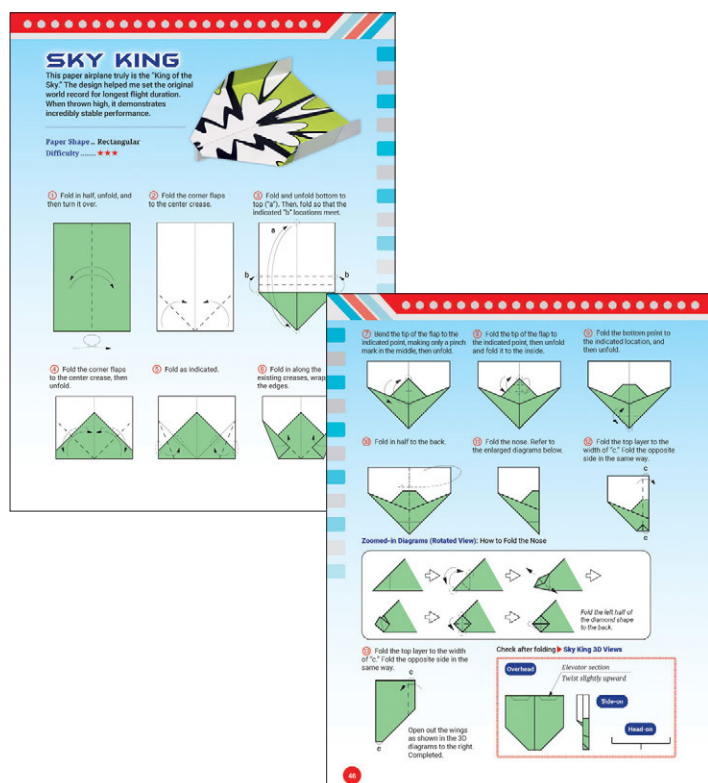 SKY KING
This paper airplane truly is the "King of the
Sky." The design helped me set the original
world record for longest flight duration.
When thrown high, it demonstrates
incredibly stable performance.
Paper Shape .. Rectangular
Difficulty ........ ★★★
① Fold in half, unfold, and
then turn it over.
② Fold the corner flaps
to the center crease.
③ Fold and unfold bottom to
top ("a"). Then, fold so that the
indicated "b" locations meet.
a
b
b
④ Fold the corner flaps
to the center crease, then
unfold.
⑤ Fold as indicated.
⑥ Fold in along the
existing creases, wrap
the edges.
⑦ Bend the tip of the flap to the
indicated point, making only a pinch
mark in the middle, then unfold.
⑧ Fold the tip of the flap to
the indicated point, then unfold
and fold it to the inside.
⑨ Fold the bottom point to
the indicated location, and
then unfold.
⑩ Fold in half to the back.
⑪ Fold the nose. Refer to
the enlarged diagrams below.
⑫ Fold the top layer to the
width of "c." Fold the opposite
side in the same way.
c
c
Zoomed-in Diagrams (Rotated View): How to Fold the Nose
Fold the left half of
the diamond shape
to the back.
⑬ Fold the top layer to the width
of "c." Fold the opposite side in the
same way.
c
c
Open out the wings
as shown in the 3D
diagrams to the right.
Completed.
Check after folding ▶ Sky King 3D Views
Overhead
Elevator section
Twist slightly upward
Side-on
Head-on
46